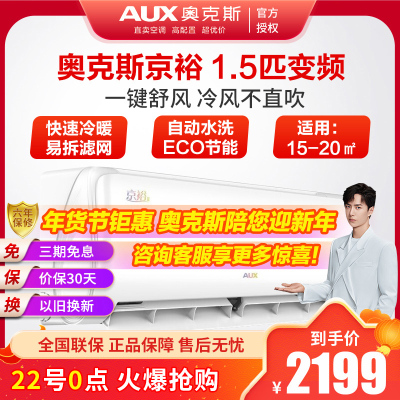 AUX奥克斯 官方授权
直卖空调 高配置 超优价
奥克斯京裕 1.5匹变频
一键舒风 冷风不直吹
快速冷暖
易拆滤网
自动水洗
ECO节能
适用：
15-20㎡
六年保修
京裕
年货节钜惠 奥克斯陪您迎新年
咨询客服享更多惊喜!
免 三期免息
保 价保30天
换 以旧换新
AUX
全国联保 正品保障 售后无忧
22号0点 火爆抢购
¥2199